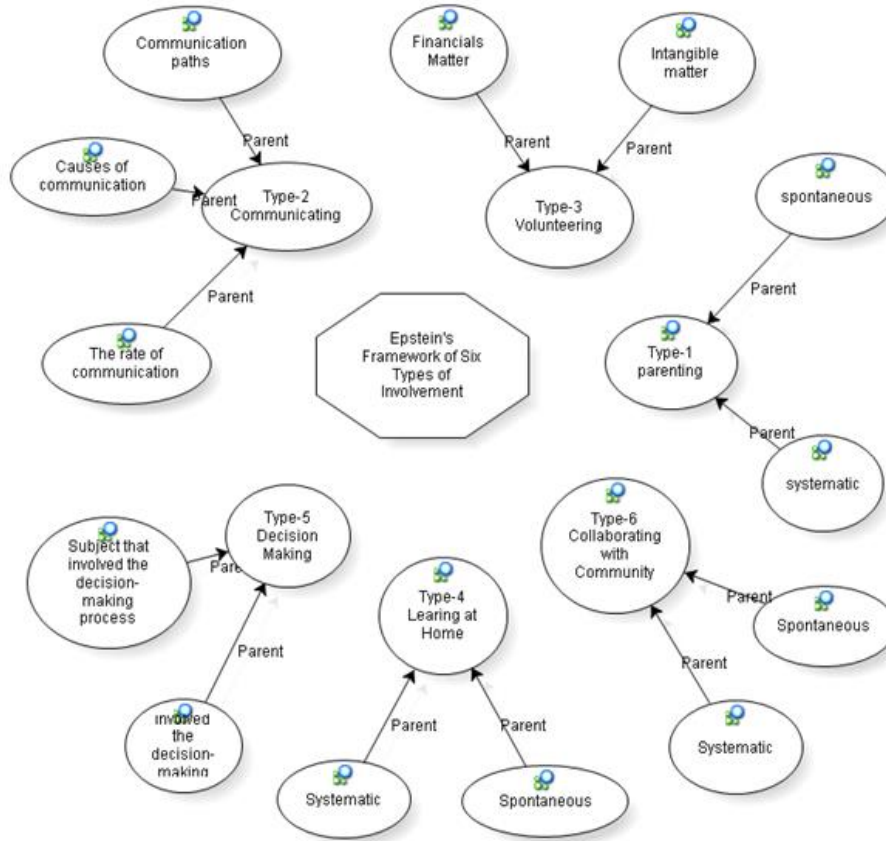 Communication
paths
Parent
Causes of
communication
Parent
Type-2
Communicating
Parent
The rate of
communication
Financials
Matter
Intangible
matter
Parent
Parent
Type-3
Volunteering
spontaneous
Parent
Type-1
parenting
Parent
systematic
Epstein's
Framework of Six
Types of
Involvement
Type-5
Decision
Making
Subject that
involved the
decision-
making
process
Parent
Parent
involved
the
decision-
making
Type-4
Learing at
Home
Parent
Parent
Systematic
Spontaneous
Type-6
Collaborating
with
Community
Parent
Spontaneous
Parent
Systematic